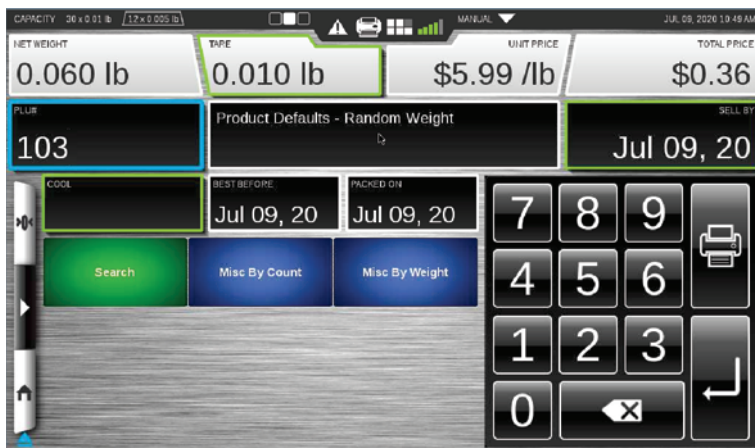 CAPACITY 30 x 0.01 lb / 12 x 0.005 lb \
MANUAL
JUL 09, 2020 10:49 AM
NET WEIGHT
0.060 lb
TARE
0.010 lb
UNIT PRICE
$5.99 /lb
TOTAL PRICE
$0.36
PLU#
103
Product Defaults - Random Weight
SELL BY
Jul 09, 20
COOL
BEST BEFORE
Jul 09, 20
PACKED ON
Jul 09, 20
Search
Misc By Count
Misc By Weight
7 8 9
4 5 6
1 2 3
0
>0<